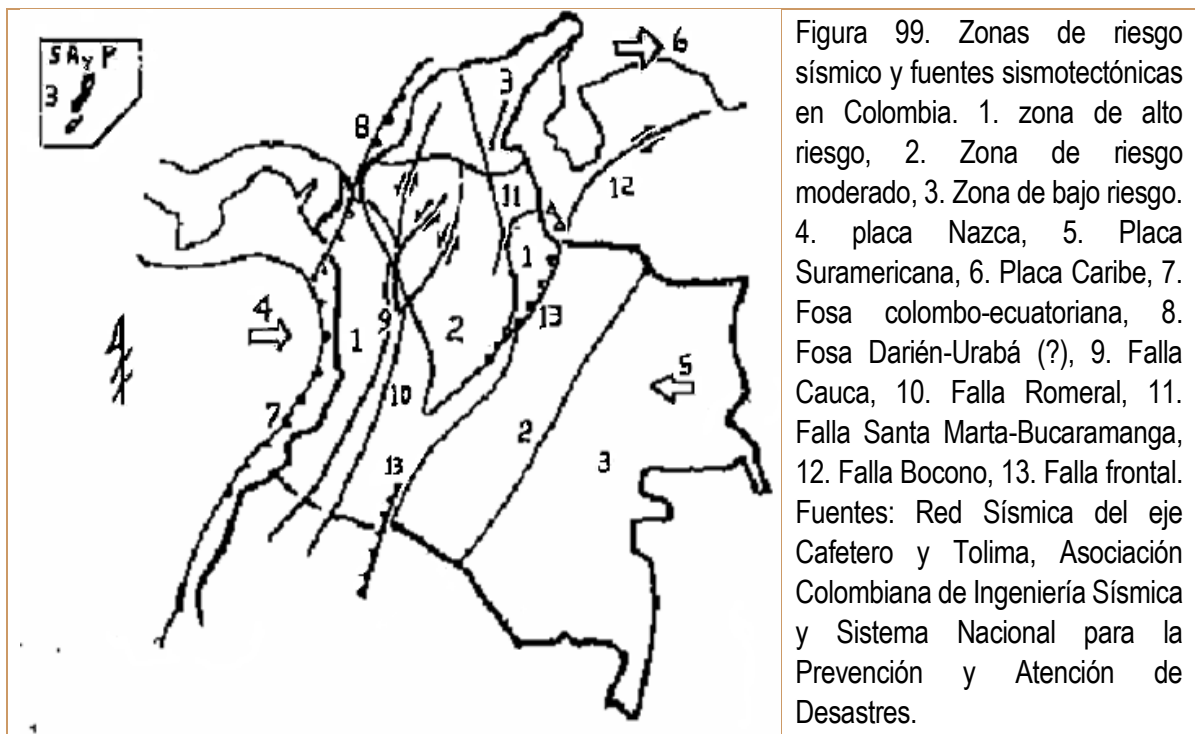 SAyP
3
6
3
8
12
11
1
4
13
9
1
2
5
10
7
2
3
13
Figura 99. Zonas de riesgo
sísmico y fuentes sismotectónicas
en Colombia. 1. zona de alto
riesgo, 2. Zona de riesgo
moderado, 3. Zona de bajo riesgo.
4. placa Nazca, 5. Placa
Suramericana, 6. Placa Caribe, 7.
Fosa colombo-ecuatoriana, 8.
Fosa Darién-Urabá (?), 9. Falla
Cauca, 10. Falla Romeral, 11.
Falla Santa Marta-Bucaramanga,
12. Falla Bocono, 13. Falla frontal.
Fuentes: Red Sísmica del eje
Cafetero y Tolima, Asociación
Colombiana de Ingeniería Sísmica
y Sistema Nacional para la
Prevención y Atención de
Desastres.